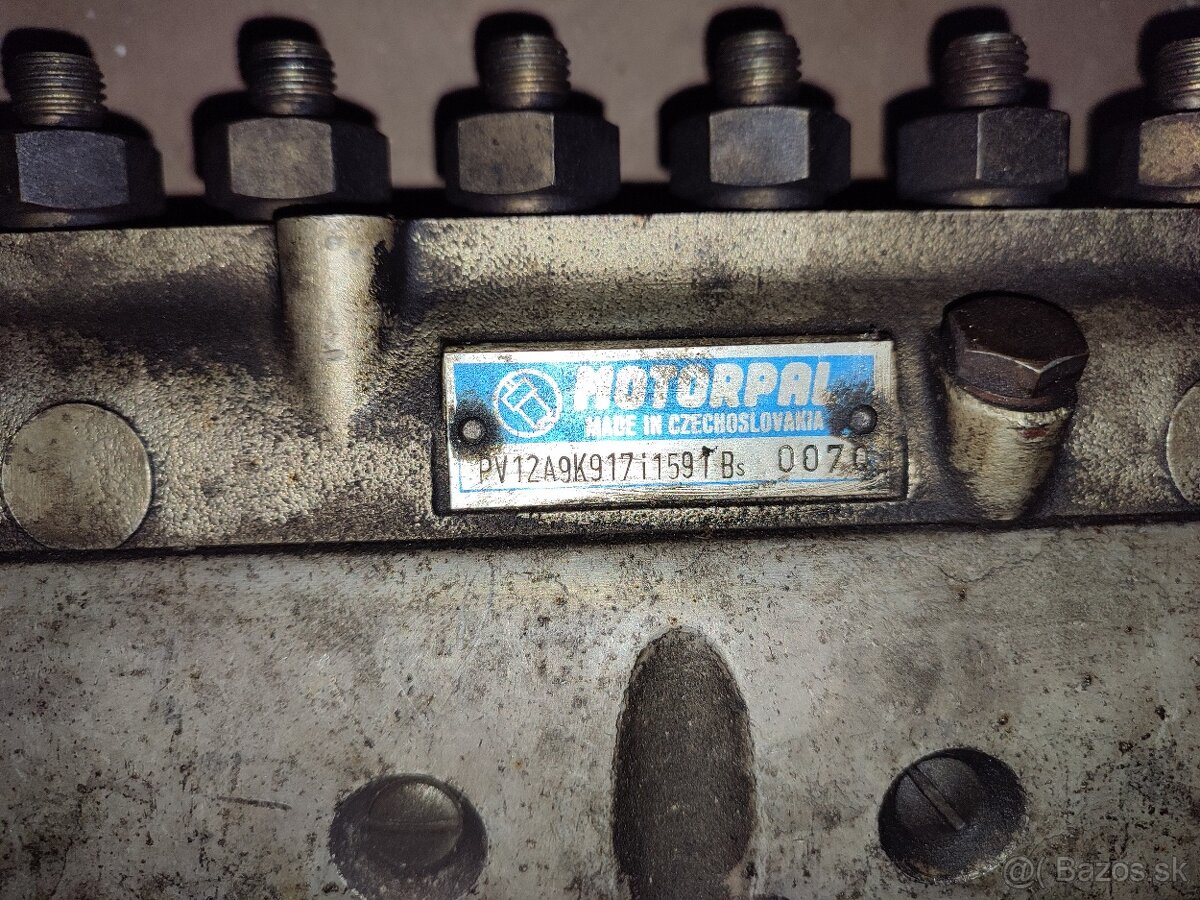 MOTORPAL
MADE IN CZECHOSLOVAKIA
PV12A9K917i1591Bs 0070
@( Bazos.sk